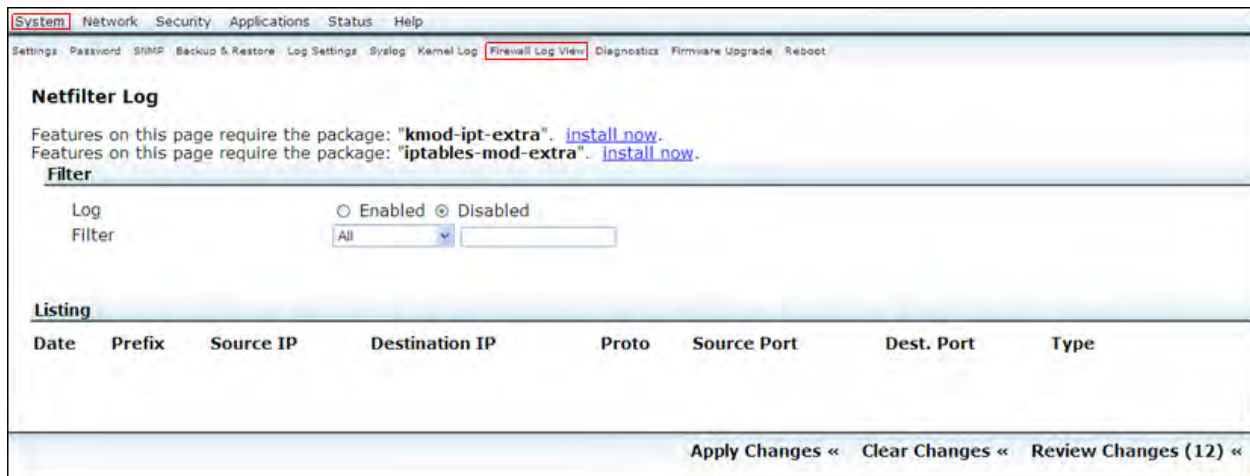 System Network Security Applications Status Help
Settings Password SNMP Backup & Restore Log Settings Syslog Kernel Log Firewall Log View Diagnostics Firmware Upgrade Reboot
Netfilter Log
Features on this page require the package: "kmod-ipt-extra". install now.
Features on this page require the package: "iptables-mod-extra". install now.
Filter
Log Enabled Disabled
Filter All
Listing
Date Prefix Source IP Destination IP Proto Source Port Dest. Port Type
Apply Changes « Clear Changes « Review Changes (12) «